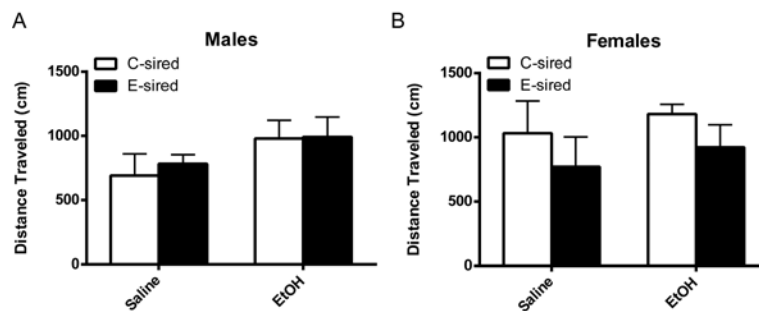 A
Males
C-sired
E-sired
Distance Traveled (cm)
1500
1000
500
0
Saline
EtOH
B
Females
C-sired
E-sired
Distance Traveled (cm)
1500
1000
500
0
Saline
EtOH